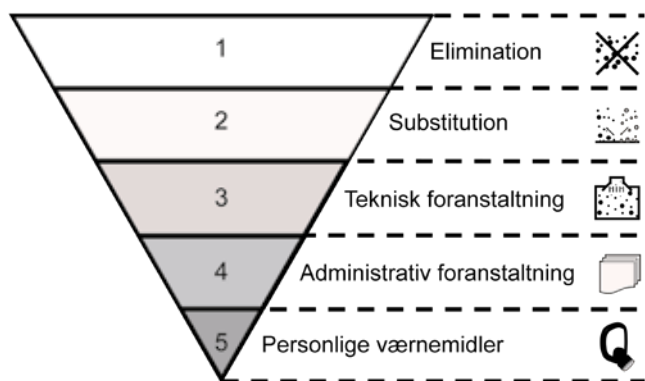 1 Elimination
2 Substitution
3 Teknisk foranstaltning
4 Administrativ foranstaltning
5 Personlige værnemidler